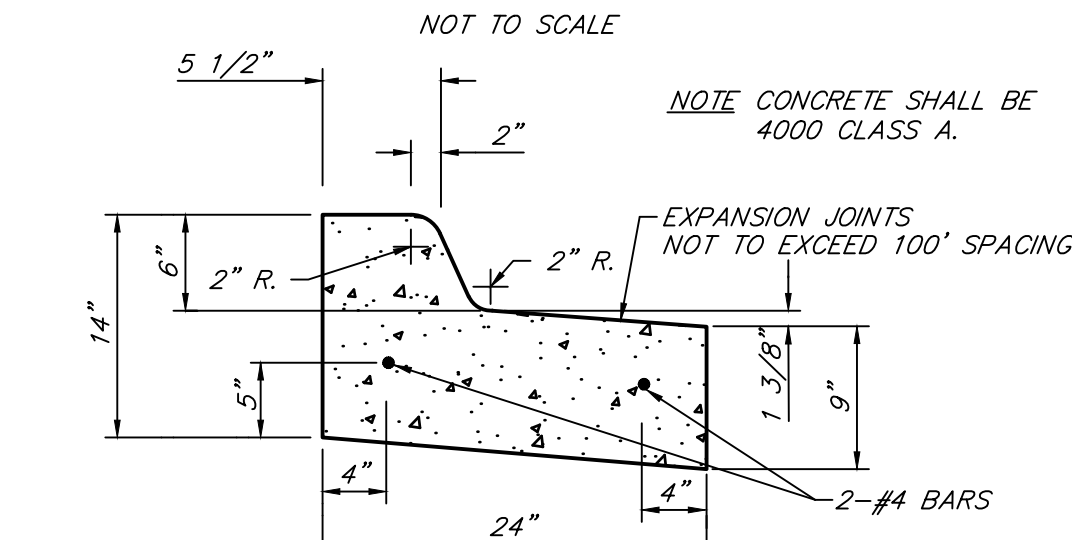 NOT TO SCALE
5 1/2”
NOTE CONCRETE SHALL BE
4000 CLASS A.
2”
EXPANSION JOINTS
NOT TO EXCEED 100' SPACING
6”
2” R.
2” R.
14”
1 3/8”
9”
5”
4”
4”
2-#4 BARS
24”